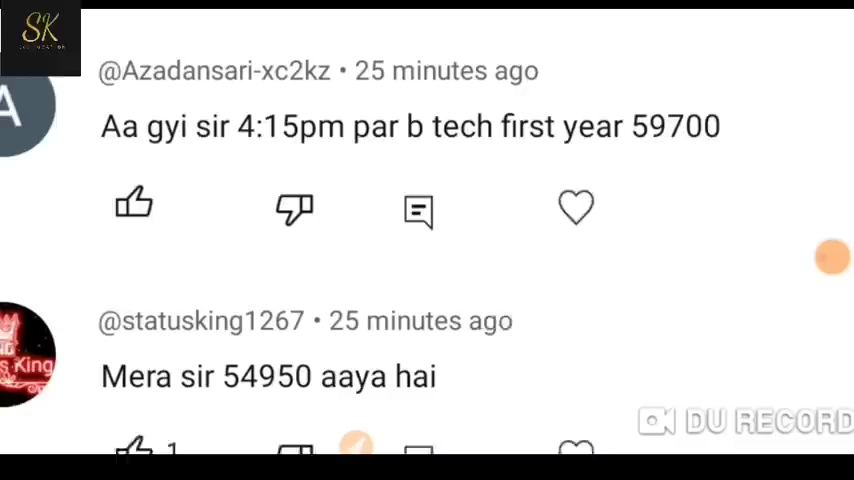 SK
@Azadansari-xc2kz • 25 minutes ago
Aa gyi sir 4:15pm par b tech first year 59700
@statusking1267 • 25 minutes ago
s King
Mera sir 54950 aaya hai
DU RECORD
1